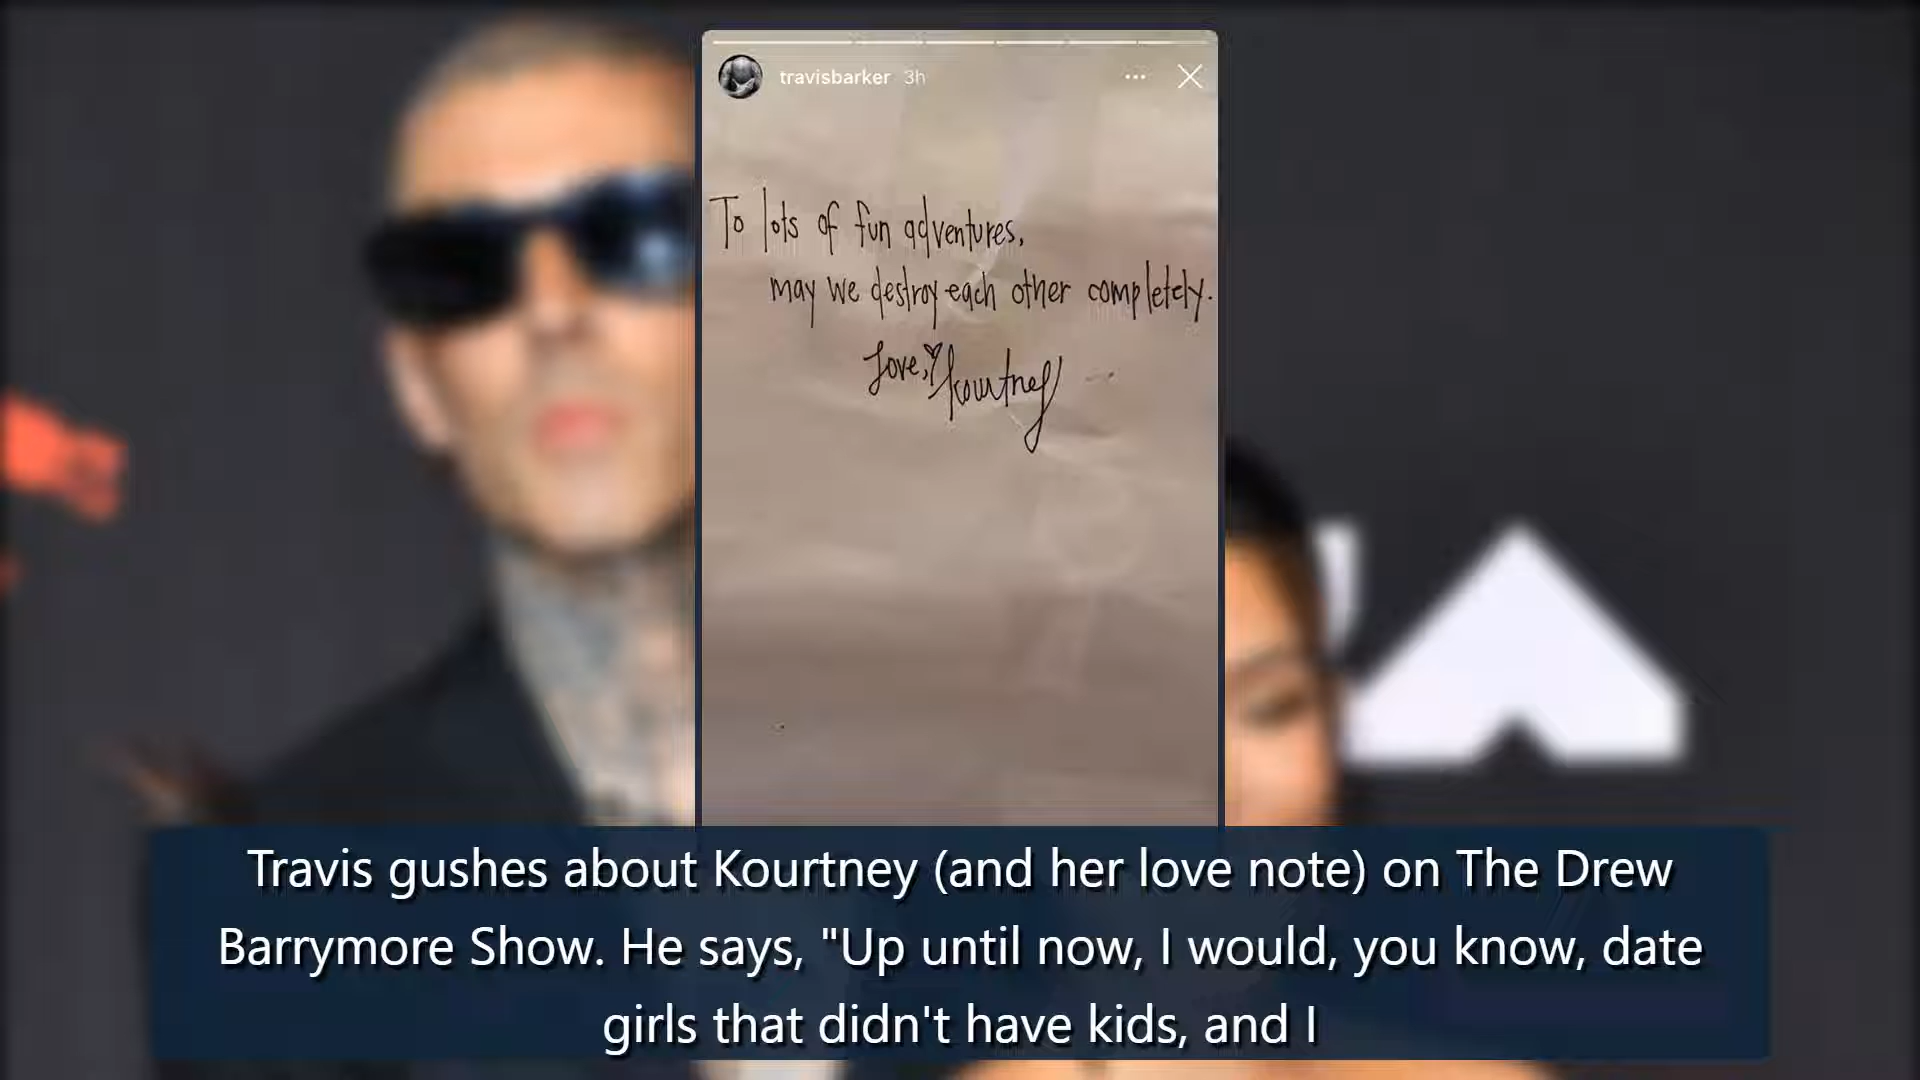 travisbarker 3h
To lots of fun adventures,
may we destroy each other completely.
Love, Kourtney
Travis gushes about Kourtney (and her love note) on The Drew
Barrymore Show. He says, "Up until now, I would, you know, date
girls that didn't have kids, and I